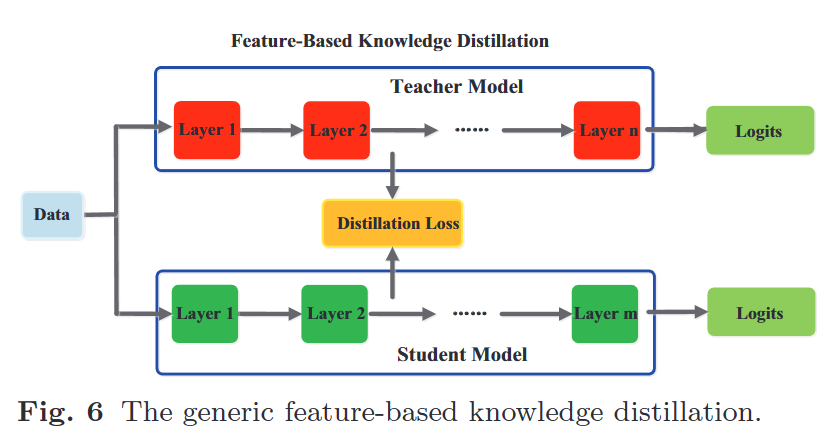 Feature-Based Knowledge Distillation
Teacher Model
Layer 1
Layer 2
......
Layer n
Logits
Data
Distillation Loss
Layer 1
Layer 2
......
Layer m
Logits
Student Model
Fig. 6 The generic feature-based knowledge distillation.